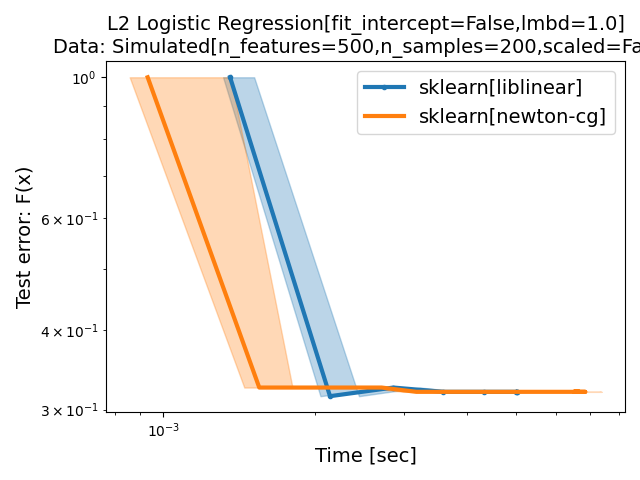 L2 Logistic Regression[fit_intercept=False,lmbd=1.0]
Data: Simulated[n_features=500,n_samples=200,scaled=Fa
sklearn[liblinear]
sklearn[newton-cg]
Test error: F(x)
10⁰
6 × 10⁻¹
4 × 10⁻¹
3 × 10⁻¹
10⁻³
Time [sec]